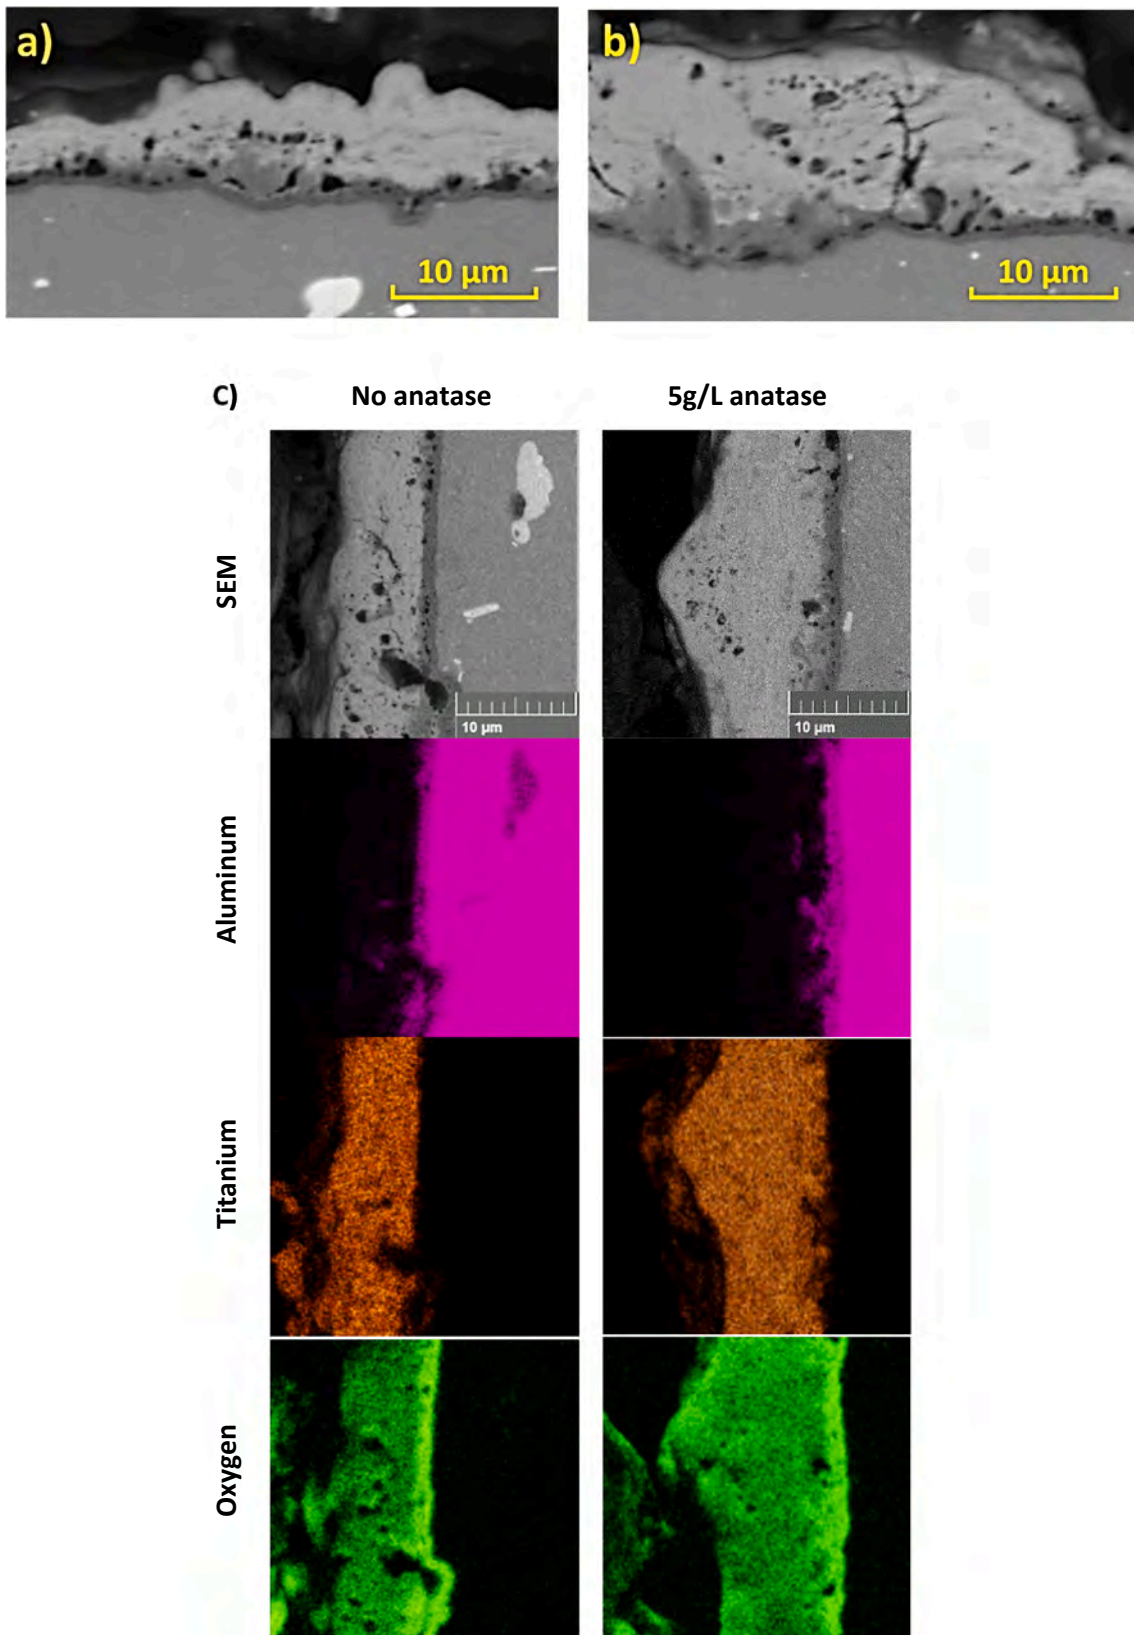 a)
b)
10 µm
10 µm
C)
No anatase
5g/L anatase
SEM
10 µm
10 µm
Aluminum
Titanium
Oxygen